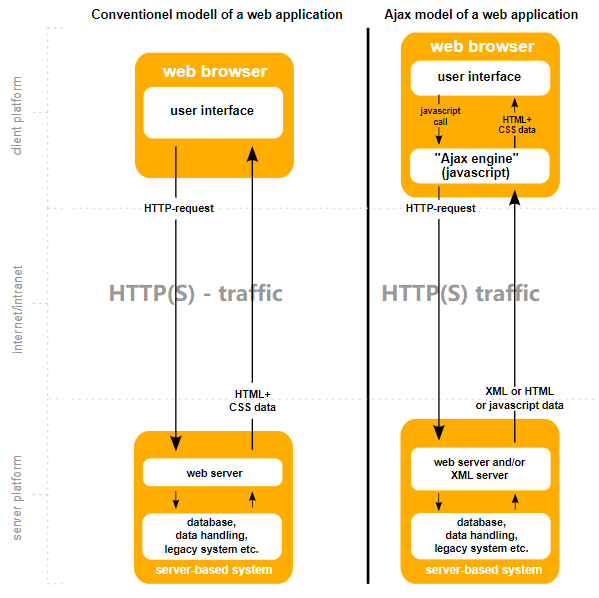 Conventionel modell of a web application
web browser
user interface
HTTP-request
HTTP(S) - traffic
HTML+
CSS data
web server
database,
data handling,
legacy system etc.
server-based system
Ajax model of a web application
web browser
user interface
javascript
call
HTML+
CSS data
"Ajax engine"
(javascript)
HTTP-request
HTTP(S) traffic
XML or HTML
or javascript data
web server and/or
XML server
database,
data handling,
legacy system etc.
server-based system
client platform
internet/intranet
server platform